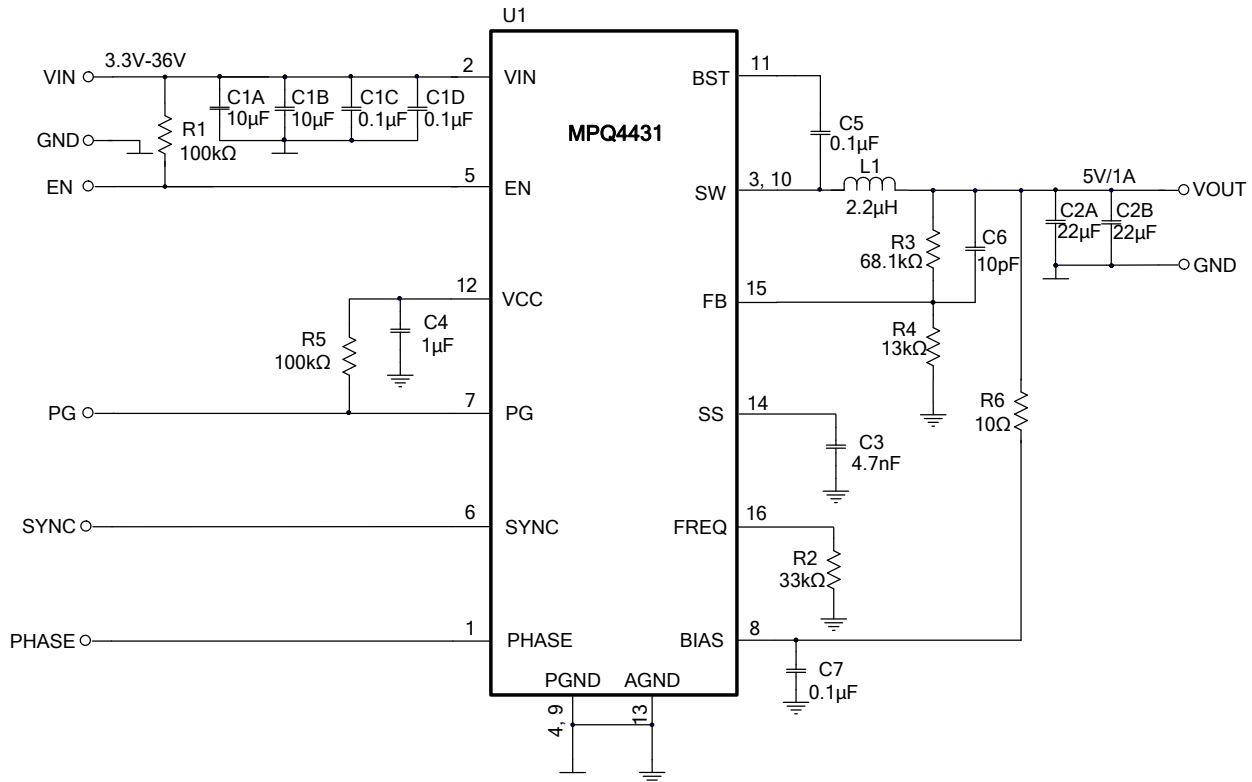 U1
VIN
3.3V-36V
2
VIN
C1A
10µF
C1B
10µF
C1C
0.1µF
C1D
0.1µF
GND
R1
100kΩ
EN
5
EN
MPQ4431
11
BST
C5
0.1µF
3, 10
SW
L1
2.2µH
5V/1A
VOUT
R3
68.1kΩ
C6
10pF
C2A
22µF
C2B
22µF
GND
12
VCC
R5
100kΩ
C4
1µF
15
FB
R4
13kΩ
PG
7
PG
14
SS
C3
4.7nF
R6
10Ω
SYNC
6
SYNC
16
FREQ
R2
33kΩ
PHASE
1
PHASE
8
BIAS
C7
0.1µF
PGND
AGND
4, 9
13